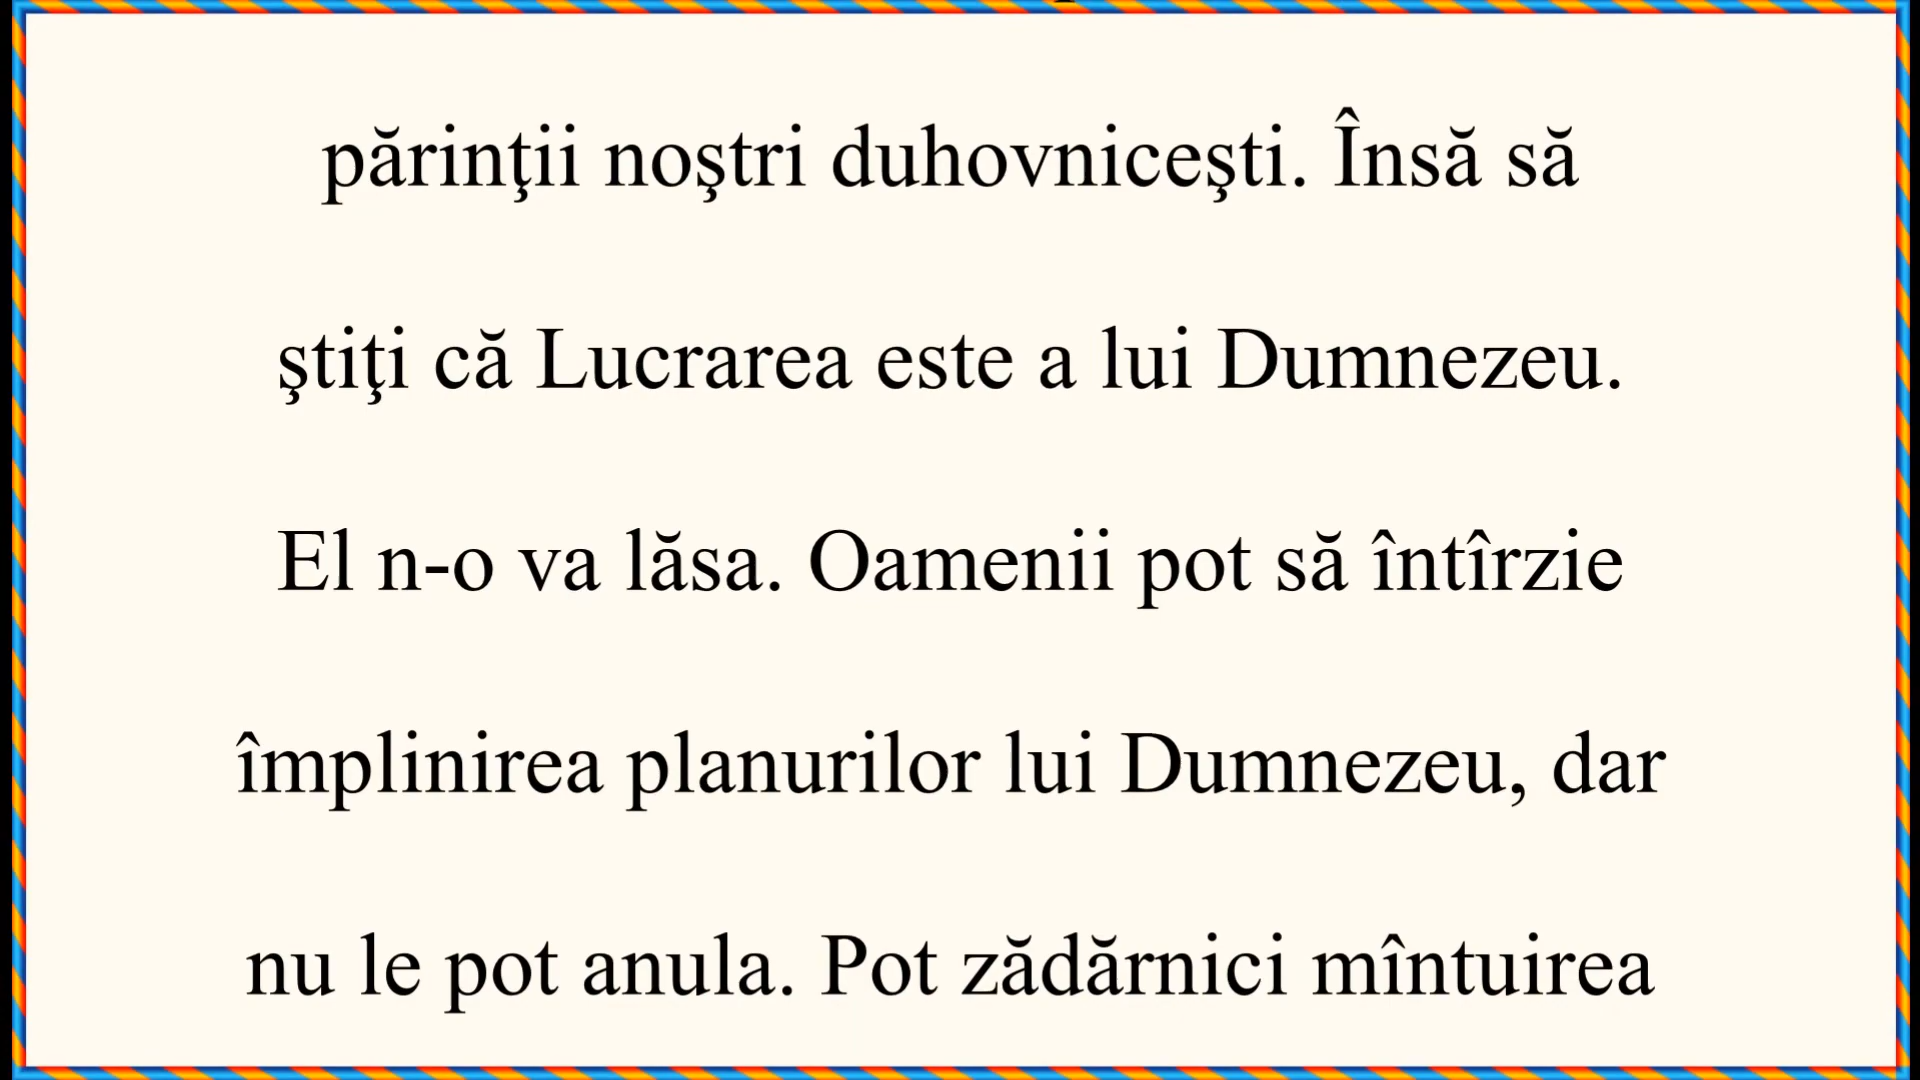 părinţii noştri duhovniceşti. Însă să
ştiţi că Lucrarea este a lui Dumnezeu.
El n-o va lăsa. Oamenii pot să întîrzie
împlinirea planurilor lui Dumnezeu, dar
nu le pot anula. Pot zădărnici mîntuirea